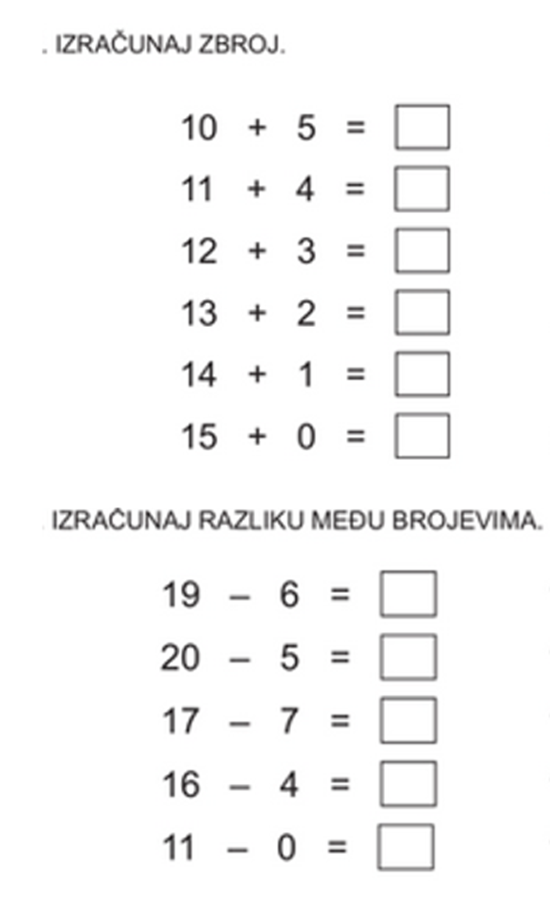 . IZRAČUNAJ ZBROJ.
10 + 5 =
11 + 4 =
12 + 3 =
13 + 2 =
14 + 1 =
15 + 0 =
IZRAČUNAJ RAZLIKU MEĐU BROJEVIMA.
19 – 6 =
20 – 5 =
17 – 7 =
16 – 4 =
11 – 0 =